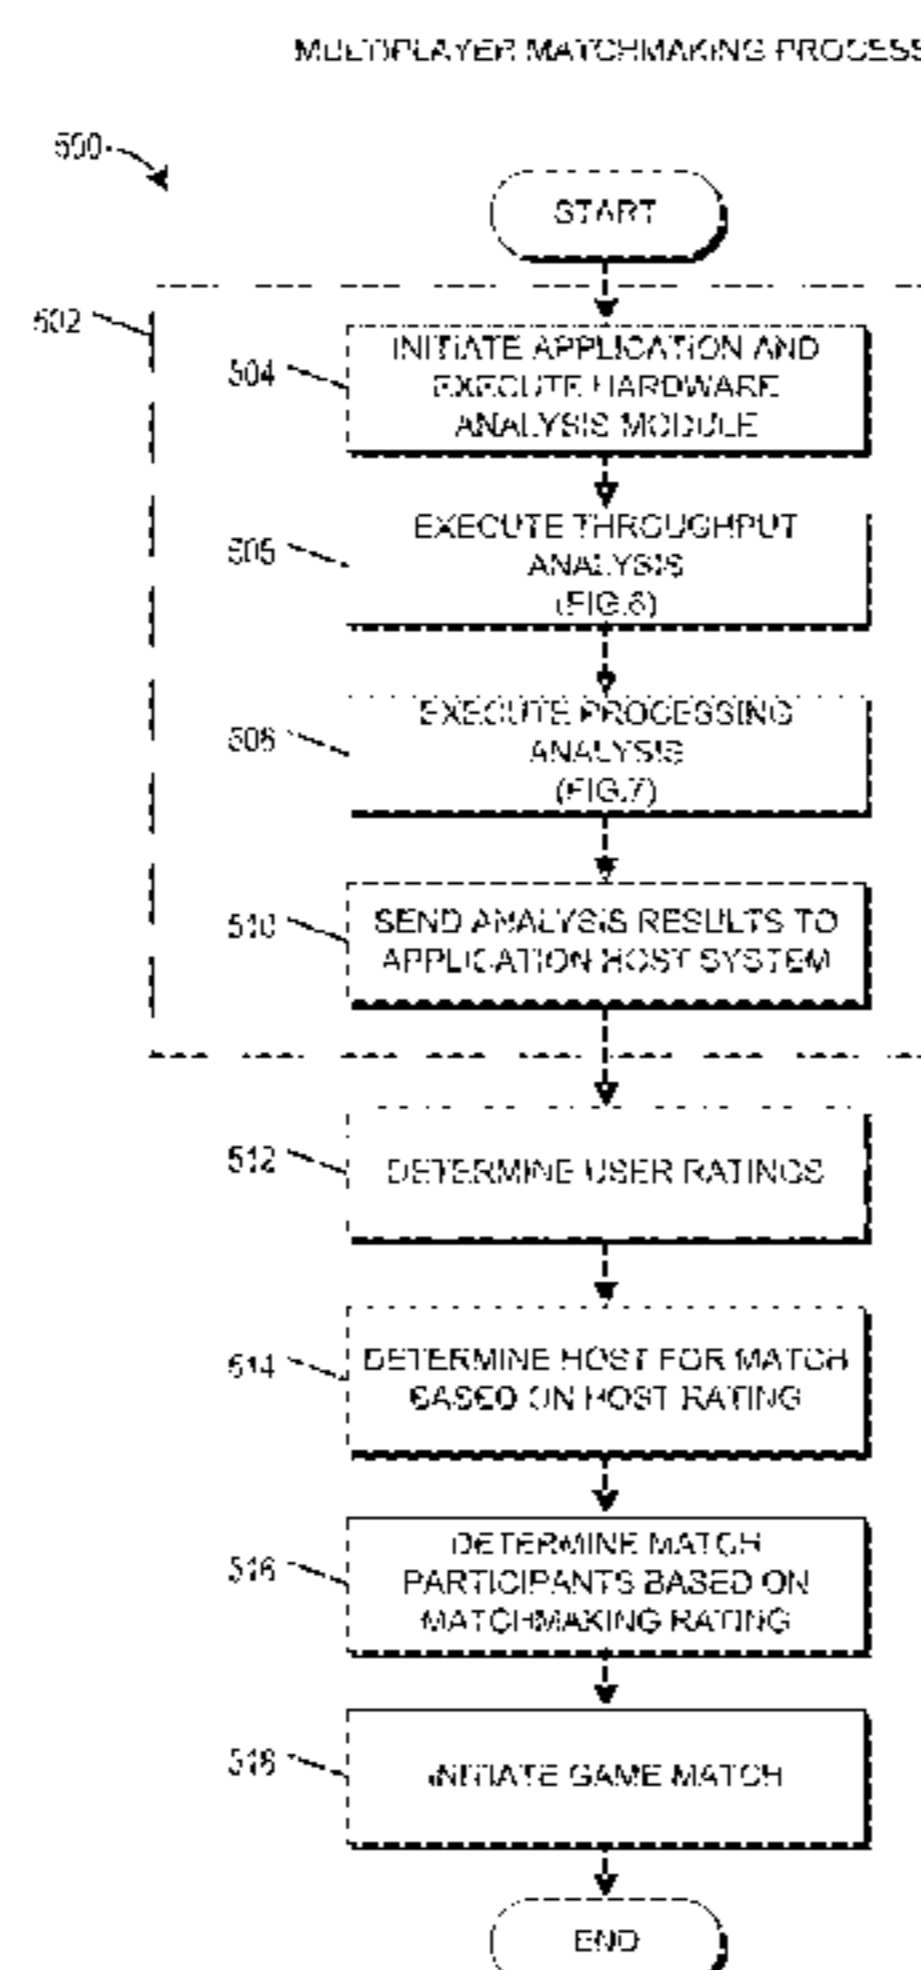 MULTIPLAYER MATCHMAKING PROCESS
500
START
502
504
INITIATE APPLICATION AND
EXECUTE HARDWARE
ANALYSIS MODULE
506
EXECUTE THROUGHPUT
ANALYSIS
(FIG.6)
508
EXECUTE PROCESSING
ANALYSIS
(FIG.7)
510
SEND ANALYSIS RESULTS TO
APPLICATION HOST SYSTEM
512
DETERMINE USER RATINGS
514
DETERMINE HOST FOR MATCH
BASED ON HOST RATING
516
DETERMINE MATCH
PARTICIPANTS BASED ON
MATCHMAKING RATING
518
INITIATE GAME MATCH
END